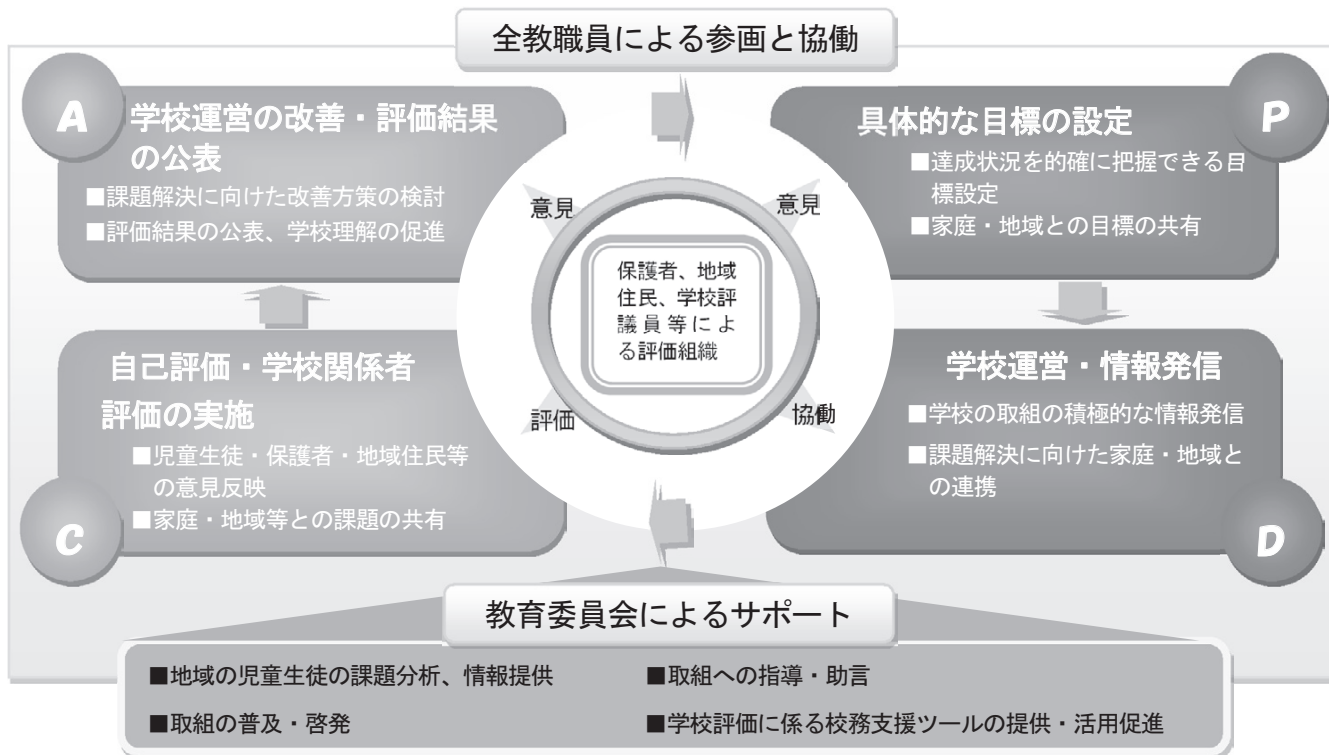 全教職員による参画と協働
A
学校運営の改善・評価結果
の公表
■課題解決に向けた改善方策の検討
■評価結果の公表、学校理解の促進
P
具体的な目標の設定
■達成状況を的確に把握できる目
標設定
■家庭・地域との目標の共有
意見
意見
保護者、地域
住民、学校評
議員等によ
る評価組織
評価
協働
自己評価・学校関係者
評価の実施
■児童生徒・保護者・地域住民等
の意見反映
■家庭・地域等との課題の共有
C
学校運営・情報発信
■学校の取組の積極的な情報発信
■課題解決に向けた家庭・地域と
の連携
D
教育委員会によるサポート
■地域の児童生徒の課題分析、情報提供
■取組への指導・助言
■取組の普及・啓発
■学校評価に係る校務支援ツールの提供・活用促進